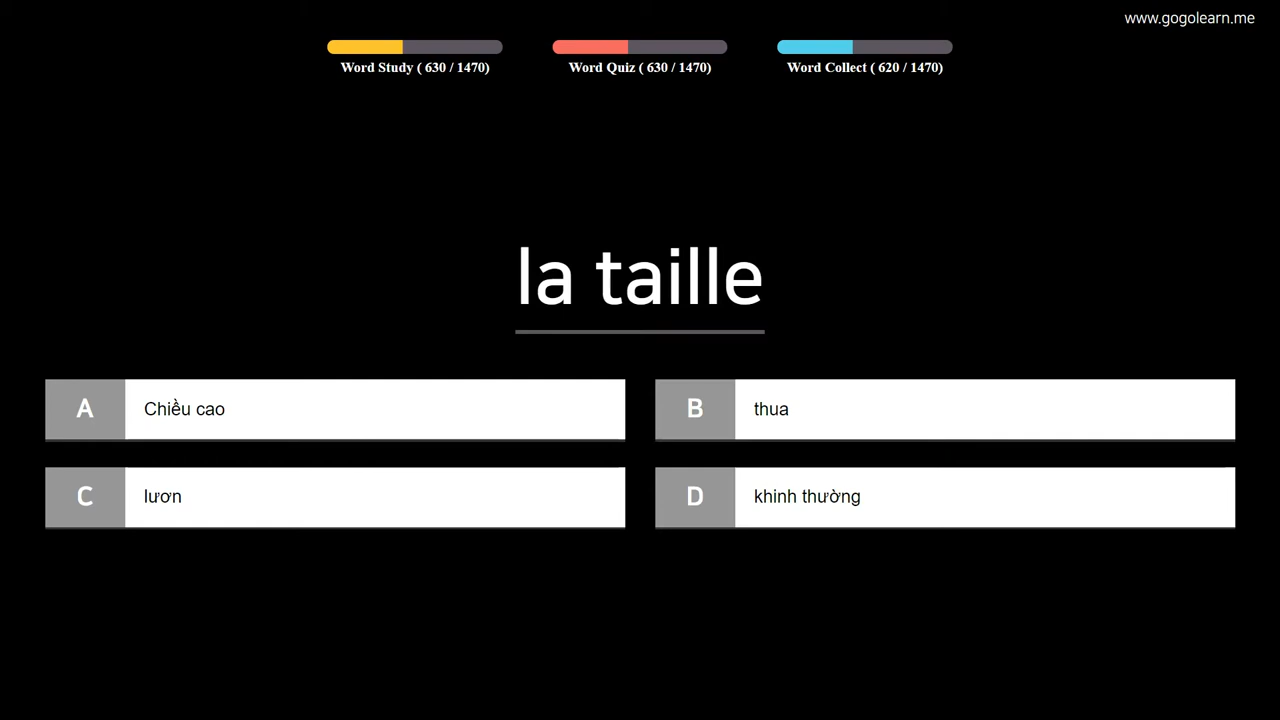 www.gogolearn.me
Word Study ( 630 / 1470)
Word Quiz ( 630 / 1470)
Word Collect ( 620 / 1470)
la taille
A
Chiều cao
B
thua
C
lươn
D
khinh thường